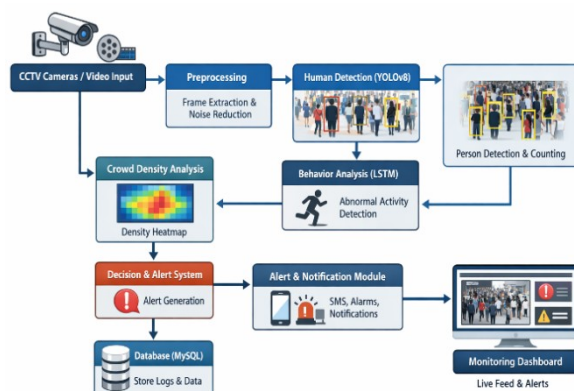 CCTV Cameras / Video Input
Preprocessing
Frame Extraction &
Noise Reduction
Human Detection (YOLOv8)
Person Detection & Counting
Crowd Density Analysis
Density Heatmap
Behavior Analysis (LSTM)
Abnormal Activity
Detection
Decision & Alert System
Alert Generation
Alert & Notification Module
SMS, Alarms,
Notifications
Database (MySQL)
Store Logs & Data
Monitoring Dashboard
Live Feed & Alerts